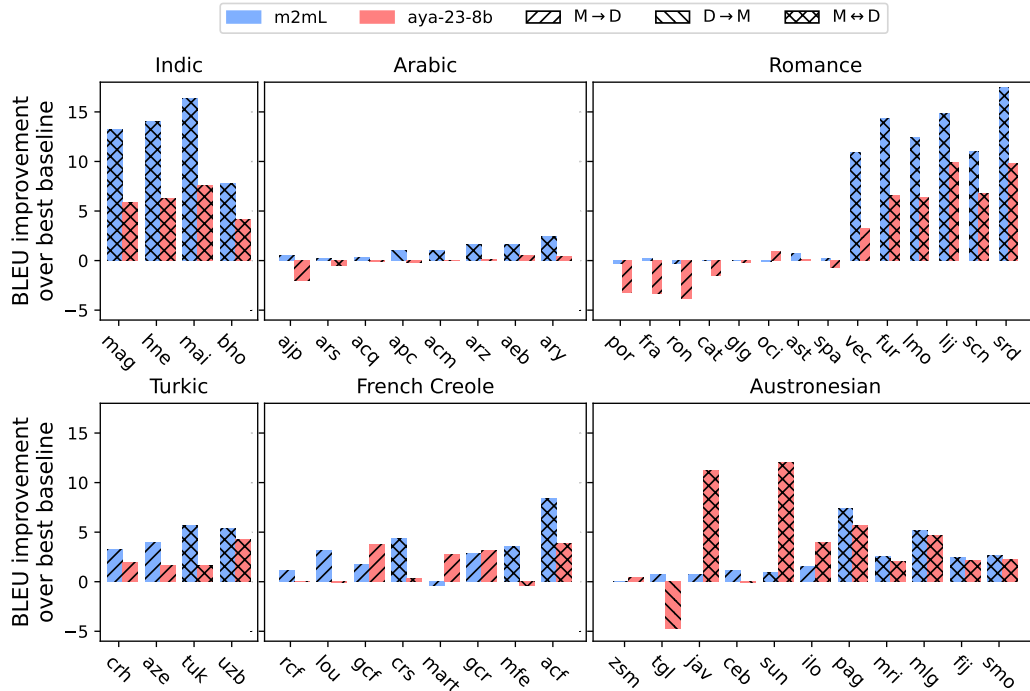 m2mL aya-23-8b M→D D→M M↔D
Indic Arabic Romance
BLEU improvement
over best baseline
15
10
5
0
−5
mag hne mai bho
ajp ars acq apc acm arz aeb ary
por fra ron cat glg oci ast spa vec fur lmo lij scn srd
Turkic French Creole Austronesian
BLEU improvement
over best baseline
15
10
5
0
−5
crh aze tuk uzb
rcf lou gcf crs mart gcr mfe acf
zsm tgl jav ceb sun ilo pag mri mlg fij smo